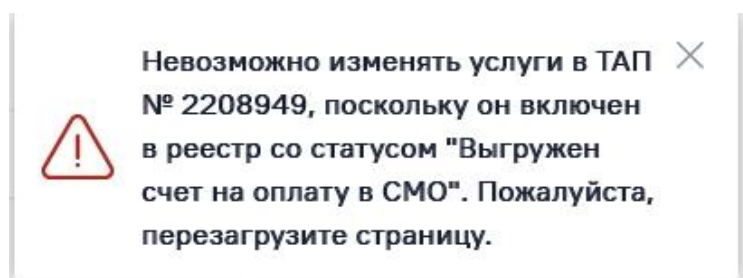 Невозможно изменять услуги в ТАП
№ 2208949, поскольку он включен
в реестр со статусом "Выгружен
счет на оплату в СМО". Пожалуйста,
перезагрузите страницу.